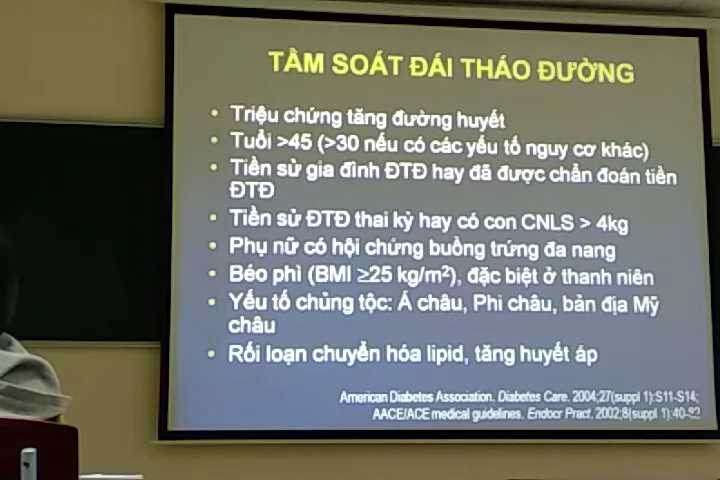 TẦM SOÁT ĐÁI THÁO ĐƯỜNG
• Triệu chứng tăng đường huyết
• Tuổi >45 (>30 nếu có các yếu tố nguy cơ khác)
• Tiền sử gia đình ĐTĐ hay đã được chẩn đoán tiền
ĐTĐ
• Tiền sử ĐTĐ thai kỳ hay có con CNLS > 4kg
• Phụ nữ có hội chứng buồng trứng đa nang
• Béo phì (BMI ≥25 kg/m²), đặc biệt ở thanh niên
• Yếu tố chủng tộc: Á châu, Phi châu, bản địa Mỹ
châu
• Rối loạn chuyển hóa lipid, tăng huyết áp
American Diabetes Association. Diabetes Care. 2004;27(suppl 1):S11-S14;
AACE/ACE medical guidelines. Endocr Pract. 2002;8(suppl 1):40-82